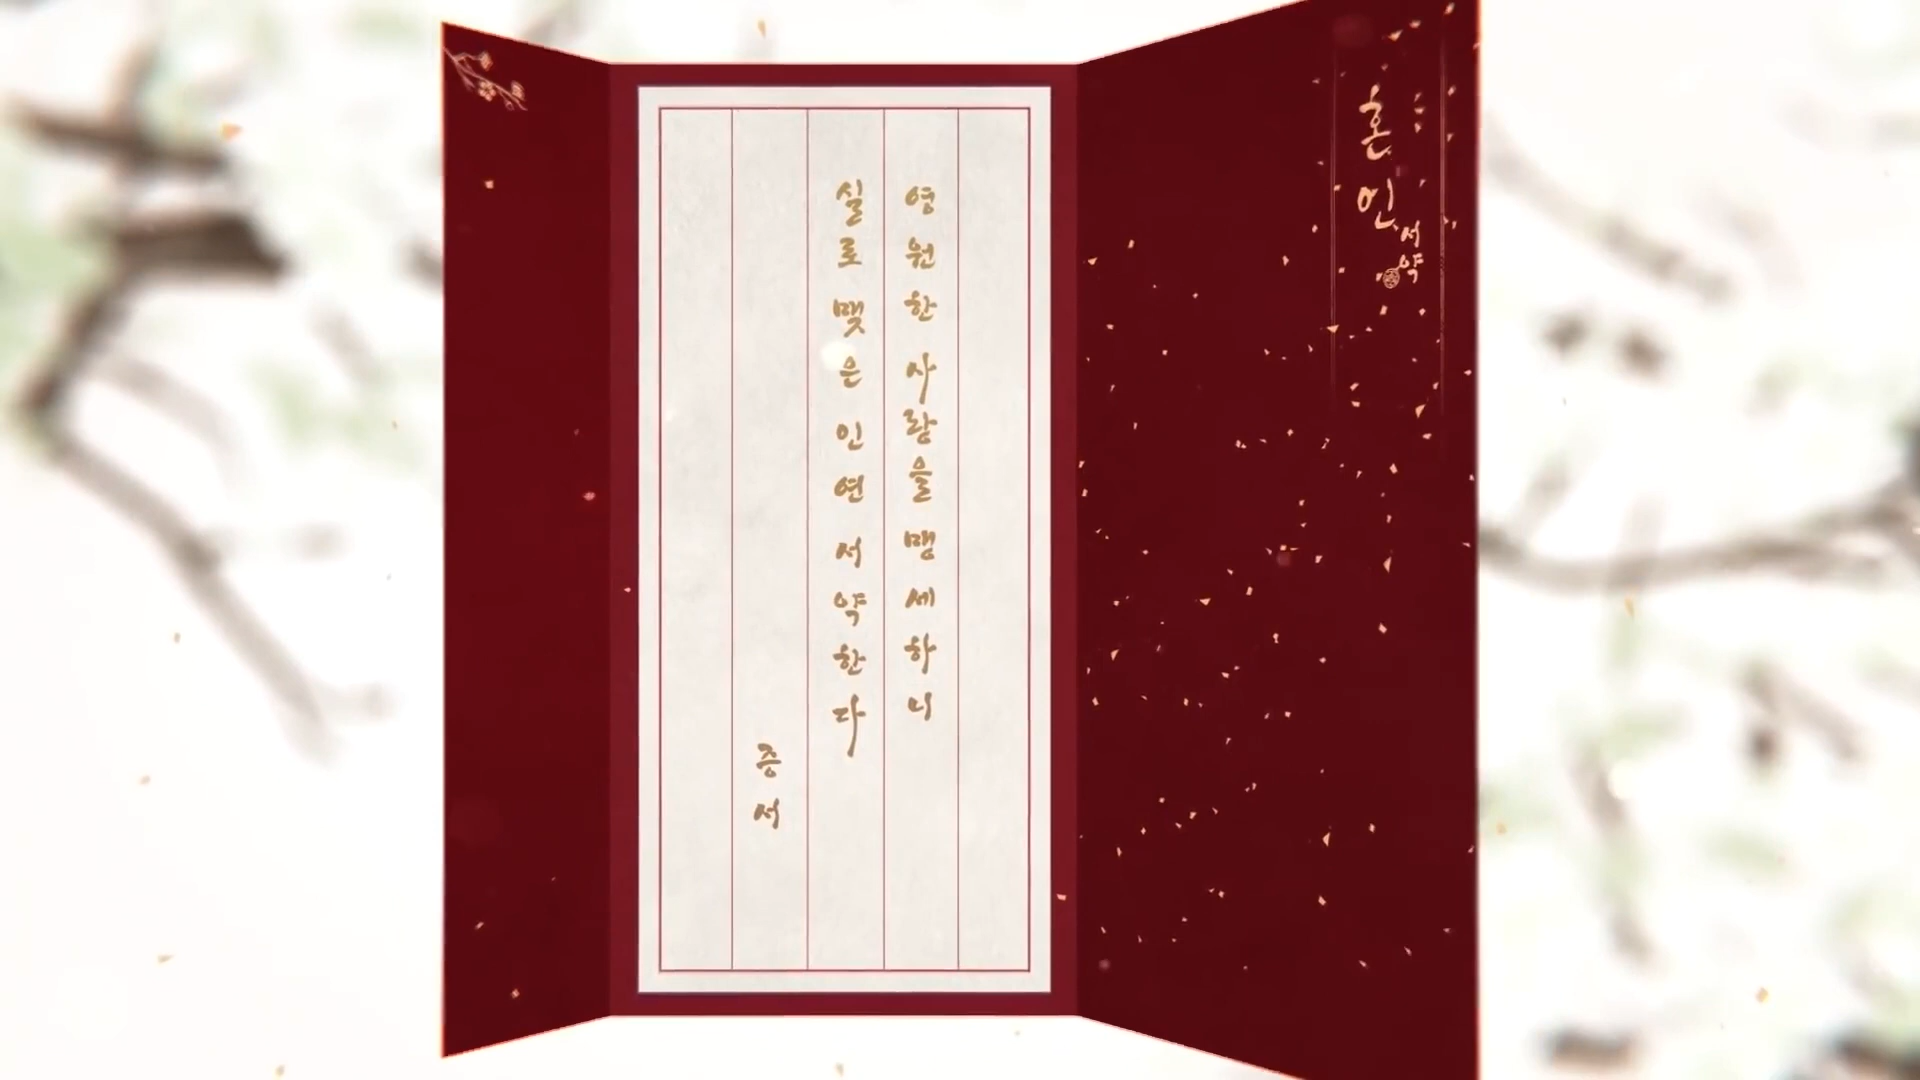 혼인
서약
영원한 사랑을 맹세하니
실로 맺은 인연 서약한다
증서